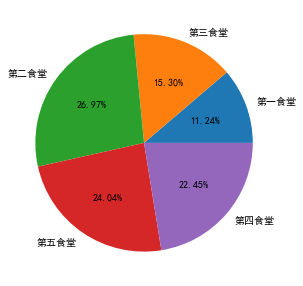 第三食堂
第二食堂
15.30%
第一食堂
26.97%
11.24%
22.45%
24.04%
第四食堂
第五食堂